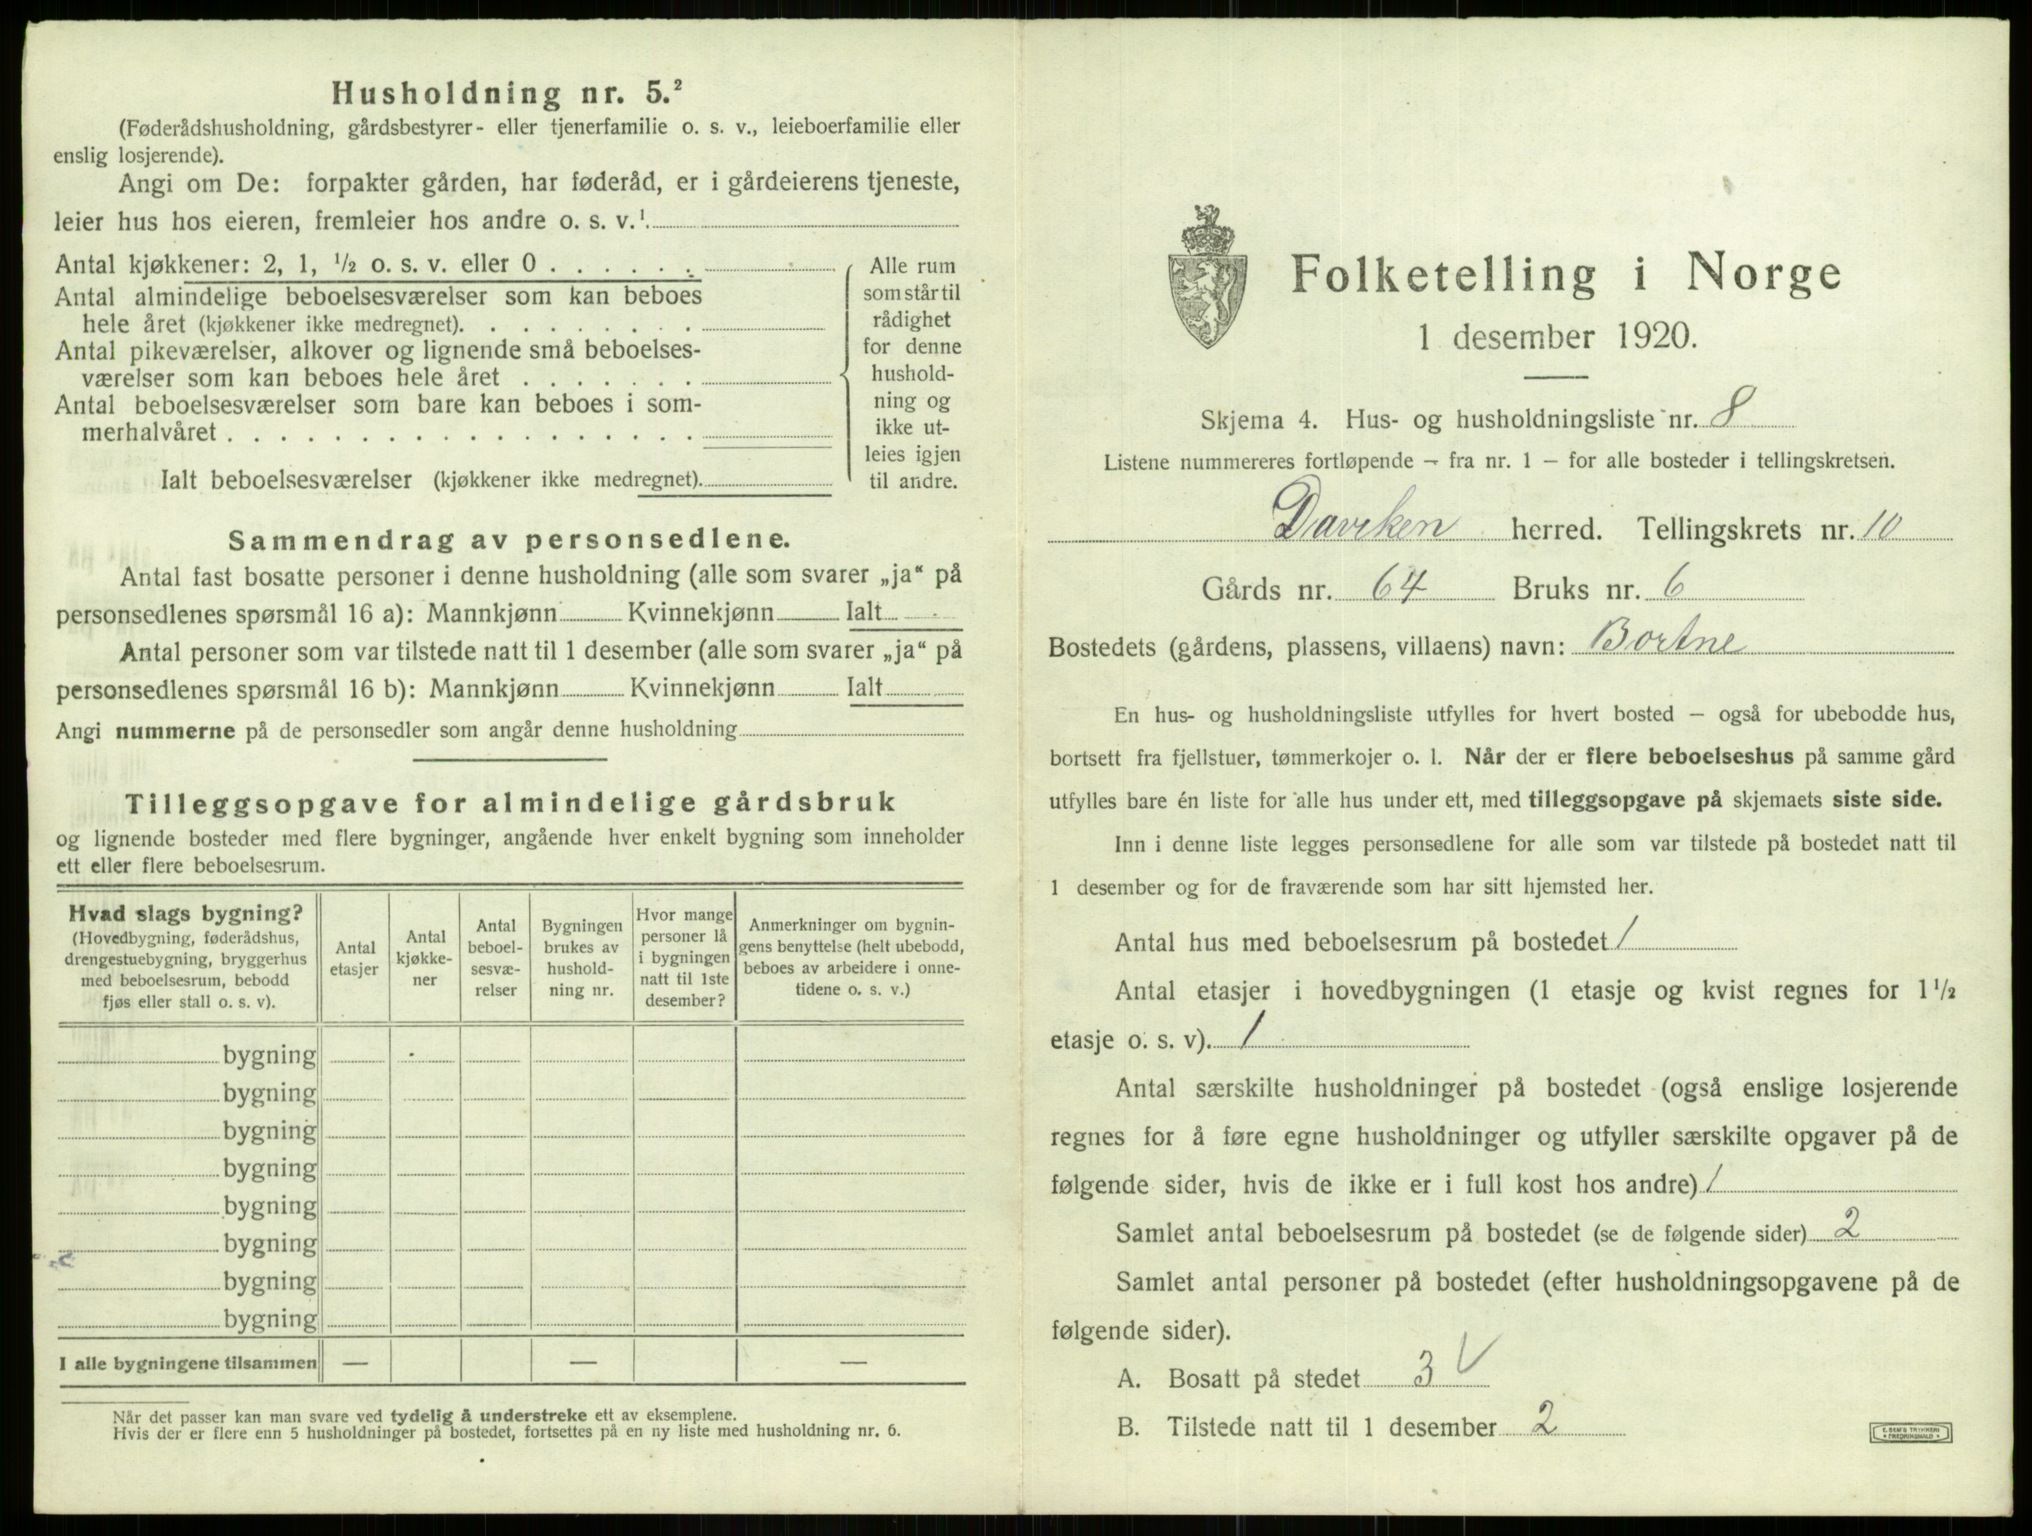 Husholdning nr. 5.²
(Føderådshusholdning, gårdsbestyrer- eller tjenerfamilie o. s. v., leieboerfamilie eller
enslig losjerende).
Angi om De: forpakter gården, har føderåd, er i gårdeierens tjeneste,
leier hus hos eieren, fremleier hos andre o. s. v.¹
Antal kjøkkener: 2, 1, ½ o. s. v. eller 0 . . . . . .
Antal almindelige beboelsesværelser som kan beboes
hele året (kjøkkener ikke medregnet). . . . . . . . .
Antal pikeværelser, alkover og lignende små beboelses-
værelser som kan beboes hele året . . . . . . .
Antal beboelsesværelser som bare kan beboes i som-
merhalvåret . . . . . . . . . . . . . . . . . .
Ialt beboelsesværelser (kjøkkener ikke medregnet).
Alle rum
som står til
rådighet
for denne
hushold-
ning og
ikke ut-
leies igjen
til andre.
Sammendrag av personsedlene.
Antal fast bosatte personer i denne husholdning (alle som svarer „ja“ på
personsedlenes spørsmål 16 a): Mannkjønn Kvinnekjønn Ialt
Antal personer som var tilstede natt til 1 desember (alle som svarer „ja“ på
personsedlenes spørsmål 16 b): Mannkjønn Kvinnekjønn Ialt
Angi nummerne på de personsedler som angår denne husholdning
Tilleggsopgave for almindelige gårdsbruk
og lignende bosteder med flere bygninger, angående hver enkelt bygning som inneholder
ett eller flere beboelsesrum.
Hvad slags bygning?
(Hovedbygning, føderådshus,
drengestuebygning, bryggerhus
med beboelsesrum, bebodd
fjøs eller stall o. s. v).
Antal
etasjer
Antal
kjøkke-
ner
Antal
beboel-
sesvæ-
relser
Bygningen
brukes av
hushold-
ning nr.
Hvor mange
personer lå
i bygningen
natt til 1ste
desember?
Anmerkninger om bygnin-
gens benyttelse (helt ubebodd,
beboes av arbeidere i onne-
tidene o. s. v.)
bygning
bygning
bygning
bygning
bygning
bygning
bygning
bygning
I alle bygningene tilsammen — — —
Når det passer kan man svare ved tydelig å understreke ett av eksemplene.
Hvis der er flere enn 5 husholdninger på bostedet, fortsettes på en ny liste med husholdning nr. 6.
Folketelling i Norge
1 desember 1920.
Skjema 4. Hus- og husholdningsliste nr. 8
Listene nummereres fortløpende — fra nr. 1 — for alle bosteder i tellingskretsen.
Daviken herred. Tellingskrets nr. 10
Gårds nr. 64 Bruks nr. 6
Bostedets (gårdens, plassens, villaens) navn: Bortne
En hus- og husholdningsliste utfylles for hvert bosted — også for ubebodde hus,
bortsett fra fjellstuer, tømmerkojer o. l. Når der er flere beboelseshus på samme gård
utfylles bare én liste for alle hus under ett, med tilleggsopgave på skjemaets siste side.
Inn i denne liste legges personsedlene for alle som var tilstede på bostedet natt til
1 desember og for de fraværende som har sitt hjemsted her.
Antal hus med beboelsesrum på bostedet 1
Antal etasjer i hovedbygningen (1 etasje og kvist regnes for 1½
etasje o. s. v). 1
Antal særskilte husholdninger på bostedet (også enslige losjerende
regnes for å føre egne husholdninger og utfyller særskilte opgaver på de
følgende sider, hvis de ikke er i full kost hos andre) 1
Samlet antal beboelsesrum på bostedet (se de følgende sider) 2
Samlet antal personer på bostedet (efter husholdningsopgavene på de
følgende sider).
A. Bosatt på stedet 3 V
B. Tilstede natt til 1 desember 2
E. SEM'S TRYKKERI
FREDRIKSHALD